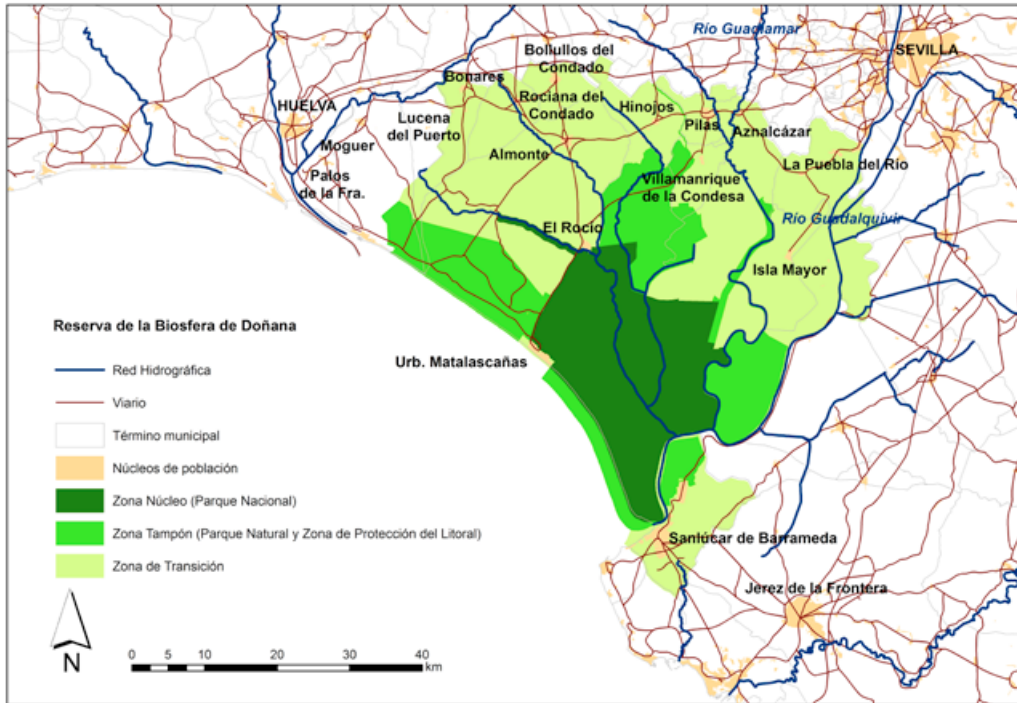 Río Guadiamar
SEVILLA
Bollullos del
Condado
Bonares
HUELVA
Rociana del
Condado
Hinojos
Lucena
del Puerto
Pilas
Aznalcázar
Moguer
Almonte
La Puebla del Río
Palos
de la Fra.
Villamanrique
de la Condesa
El Rocío
Río Guadalquivir
Isla Mayor
Reserva de la Biosfera de Doñana
Urb. Matalascañas
Red Hidrográfica
Viario
Término municipal
Núcleos de población
Zona Núcleo (Parque Nacional)
Zona Tampón (Parque Natural y Zona de Protección del Litoral)
Zona de Transición
Sanlúcar de Barrameda
Jerez de la Frontera
N
0 5 10 20 30 40
km